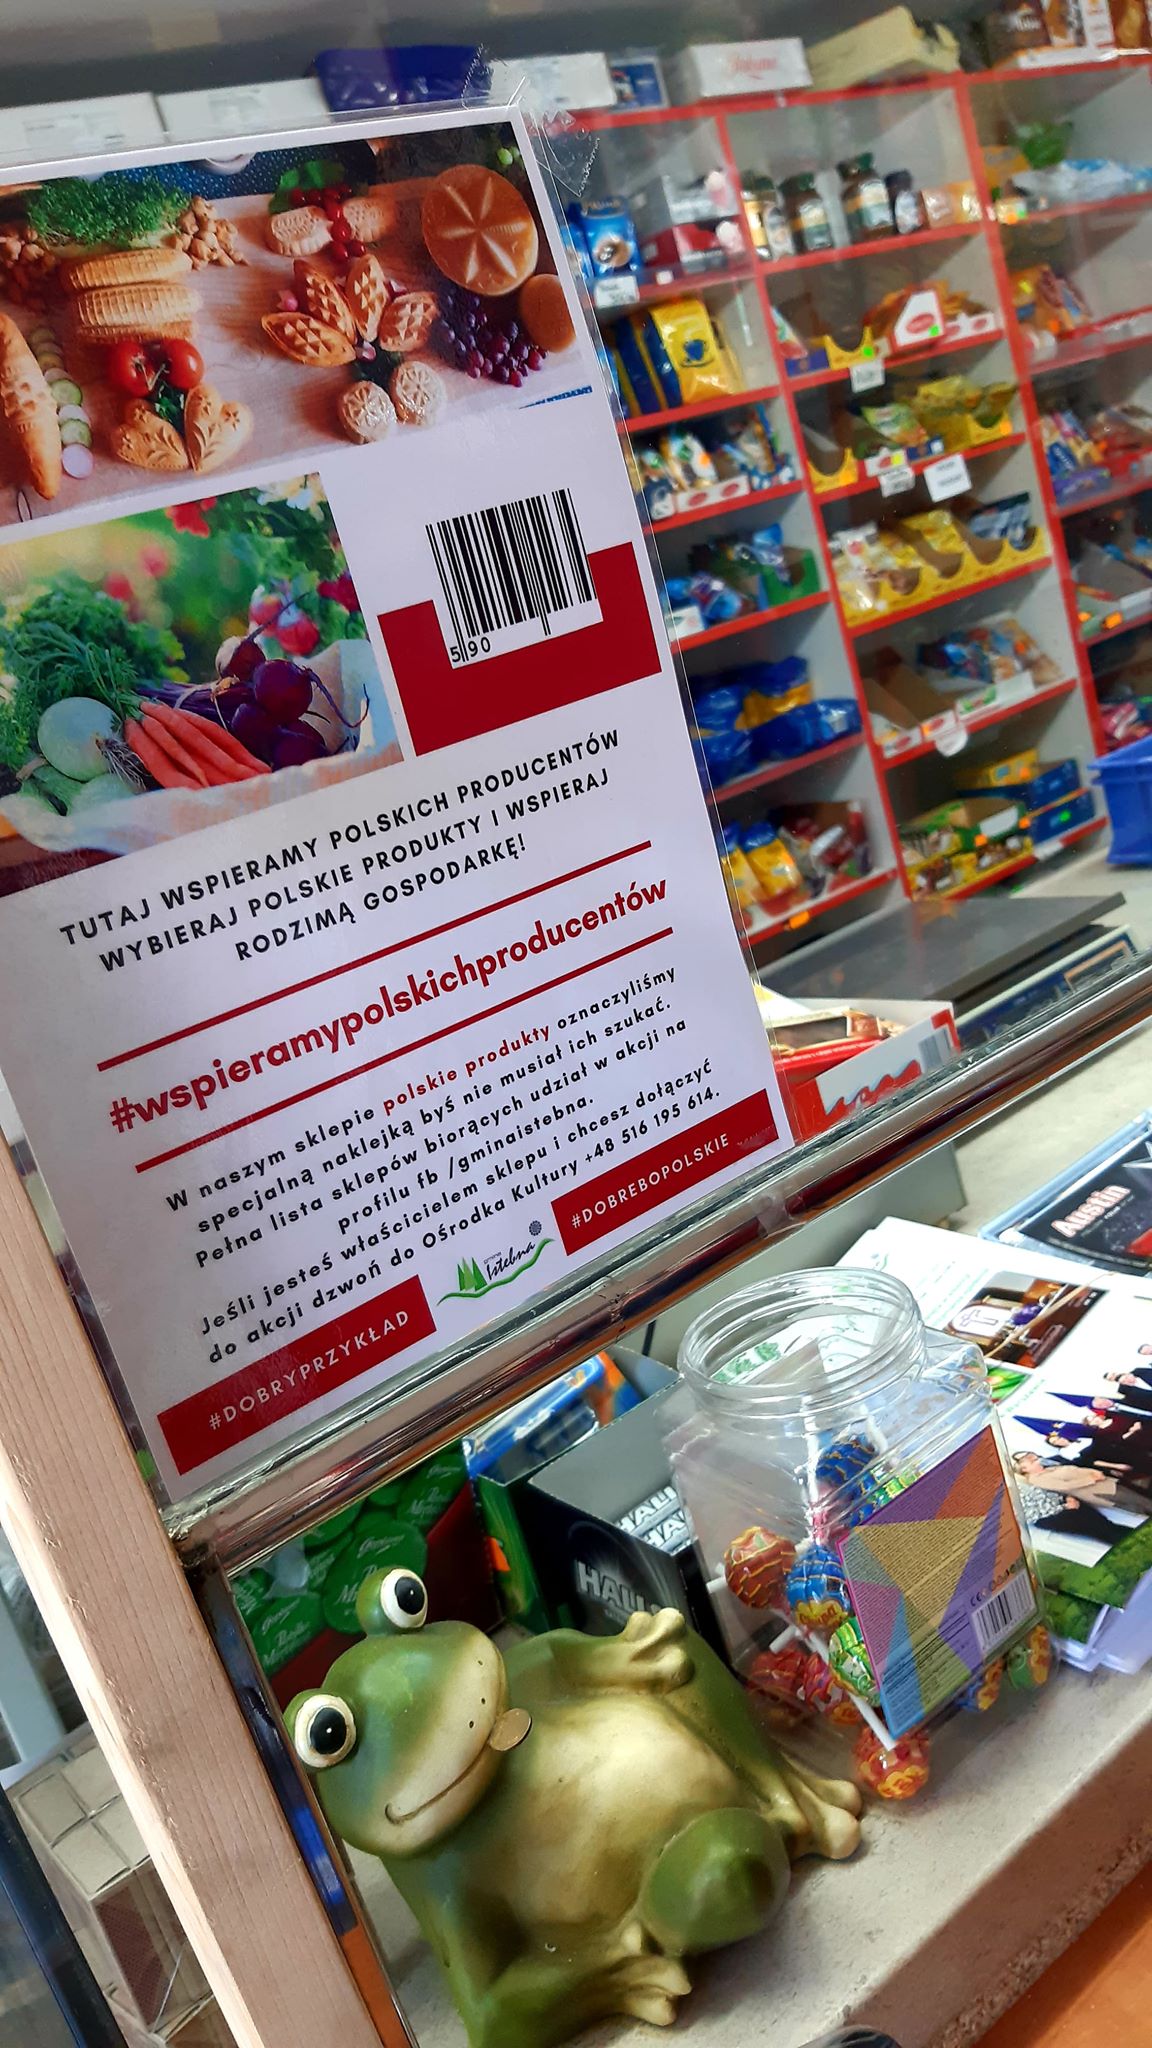 590
TUTAJ WSPIERAMY POLSKICH PRODUCENTÓW
WYBIERAJ POLSKIE PRODUKTY I WSPIERAJ
RODZIMĄ GOSPODARKĘ!
#wspieramypolskichproducentów
W naszym sklepie polskie produkty oznaczyliśmy
specjalną naklejką byś nie musiał ich szukać.
Pełna lista sklepów biorących udział w akcji na
profilu fb /gminaistebna.
Jeśli jesteś właścicielem sklepu i chcesz dołączyć
do akcji dzwoń do Ośrodka Kultury +48 516 195 614.
Istebna
#DOBREBOPOLSKIE
#DOBRYPRZYKŁAD
Austin
HALLS